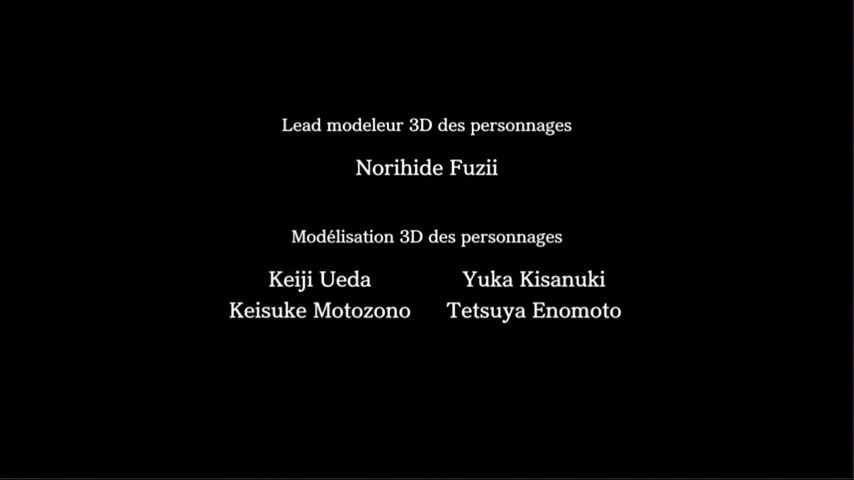 Lead modeleur 3D des personnages
Norihide Fuzii
Modélisation 3D des personnages
Keiji Ueda Yuka Kisanuki
Keisuke Motozono Tetsuya Enomoto